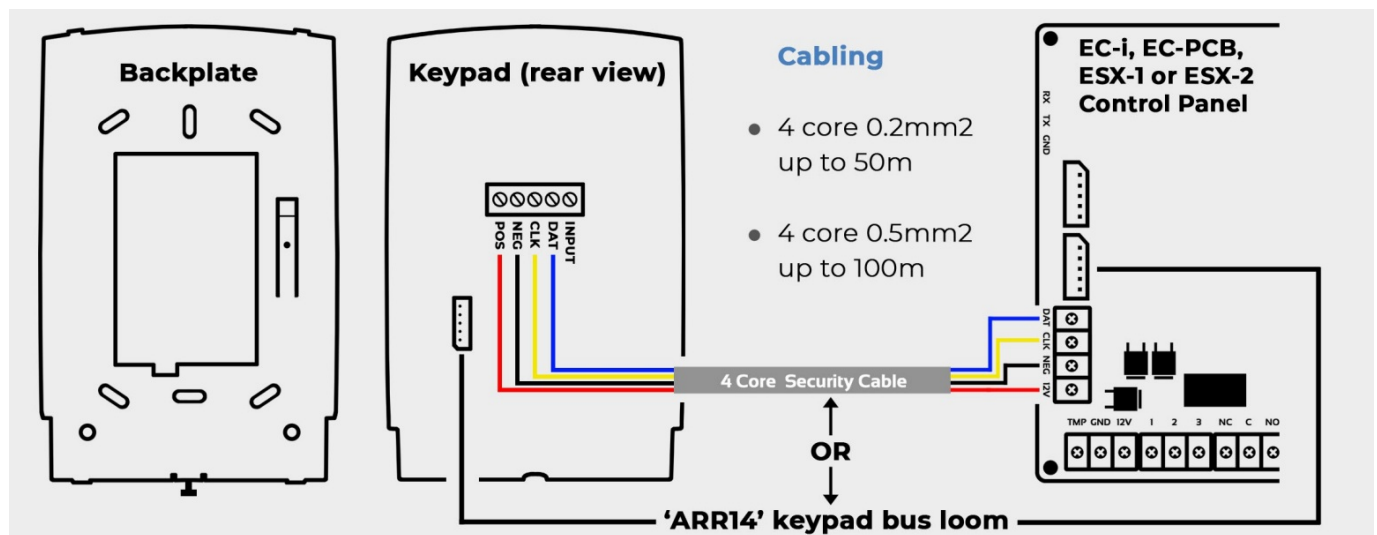 Backplate
Keypad (rear view)
POS
NEG
CLK
DAT
INPUT
Cabling
● 4 core 0.2mm2
up to 50m
● 4 core 0.5mm2
up to 100m
4 Core Security Cable
OR
‘ARR14’ keypad bus loom
EC-i, EC-PCB,
ESX-1 or ESX-2
Control Panel
RX TX GND
DAT
CLK
NEG
12V
TMP GND 12V 1 2 3 NC C NO